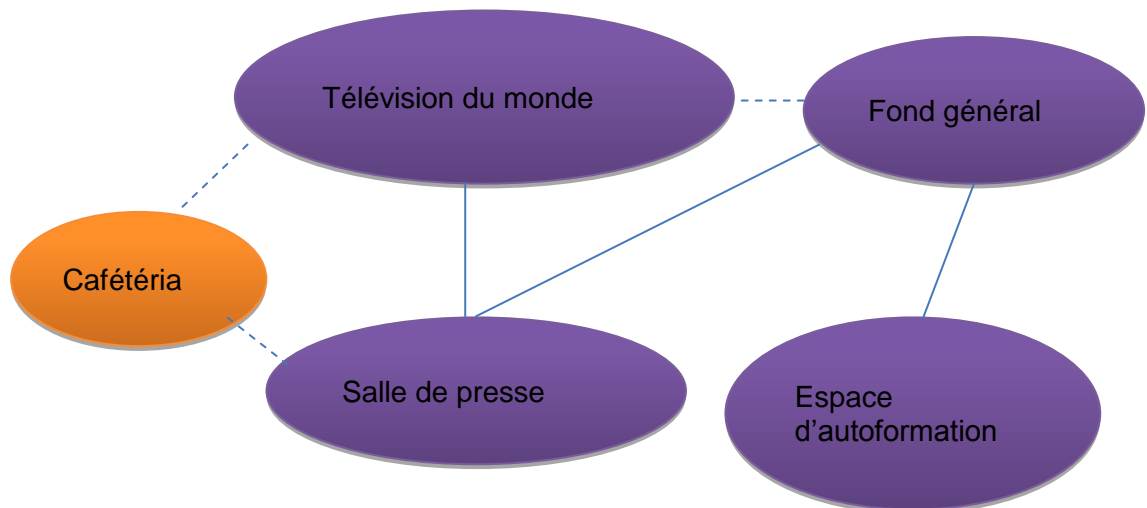 Télévision du monde
Fond général
Cafétéria
Salle de presse
Espace
d'autoformation